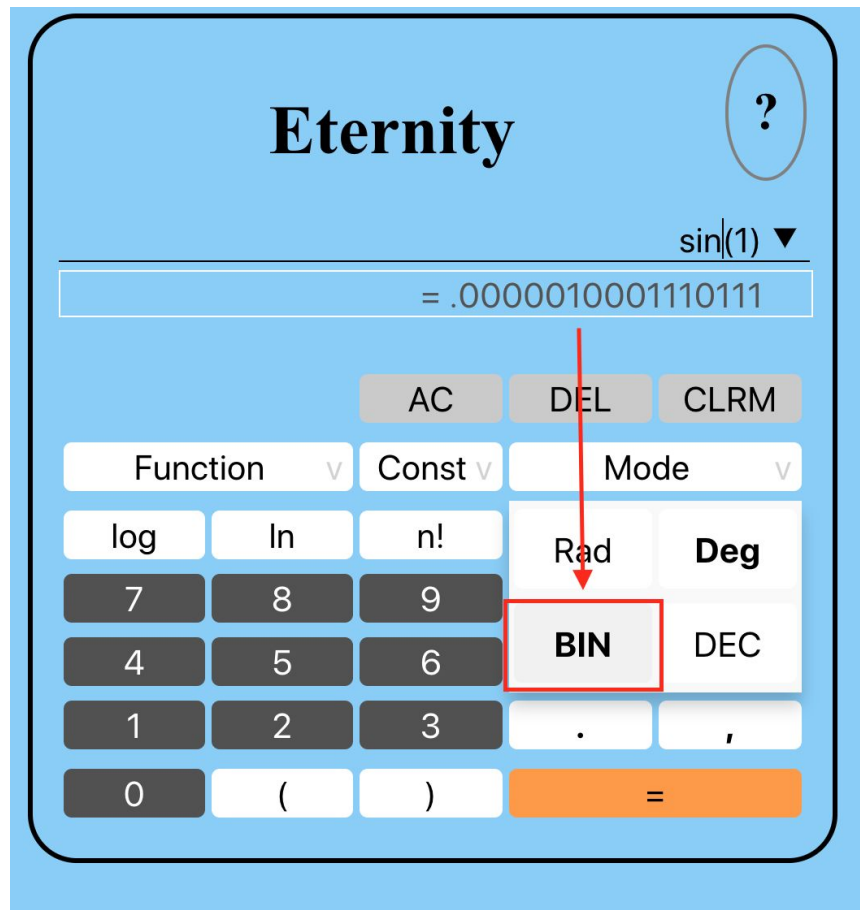 Eternity
?
sin(1) ▼
= .0000010001110111
AC DEL CLRM
Function v Const v Mode v
log ln n! Rad Deg
7 8 9
4 5 6 BIN DEC
1 2 3 . ,
0 ( ) =